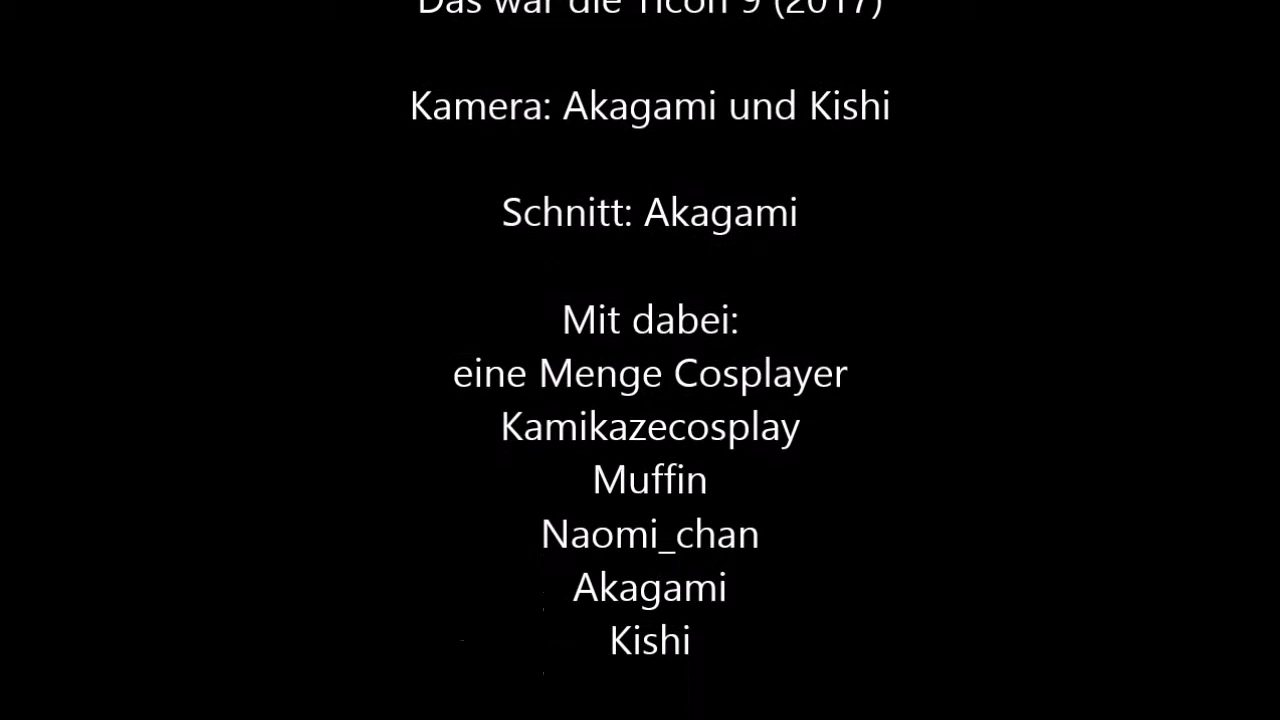 Das war die Ticon 9 (2017)
Kamera: Akagami und Kishi
Schnitt: Akagami
Mit dabei:
eine Menge Cosplayer
Kamikazecosplay
Muffin
Naomi_chan
Akagami
Kishi